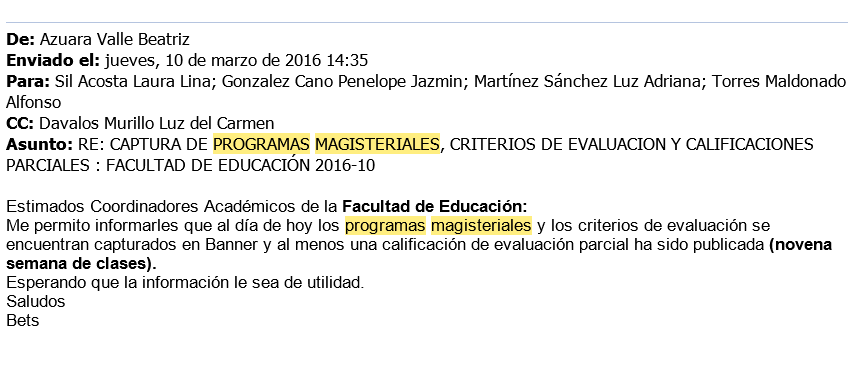 De: Azuara Valle Beatriz
Enviado el: jueves, 10 de marzo de 2016 14:35
Para: Sil Acosta Laura Lina; Gonzalez Cano Penelope Jazmin; Martínez Sánchez Luz Adriana; Torres Maldonado
Alfonso
CC: Davalos Murillo Luz del Carmen
Asunto: RE: CAPTURA DE PROGRAMAS MAGISTERIALES, CRITERIOS DE EVALUACION Y CALIFICACIONES
PARCIALES : FACULTAD DE EDUCACIÓN 2016-10
Estimados Coordinadores Académicos de la Facultad de Educación:
Me permito informarles que al día de hoy los programas magisteriales y los criterios de evaluación se
encuentran capturados en Banner y al menos una calificación de evaluación parcial ha sido publicada (novena
semana de clases).
Esperando que la información le sea de utilidad.
Saludos
Bets